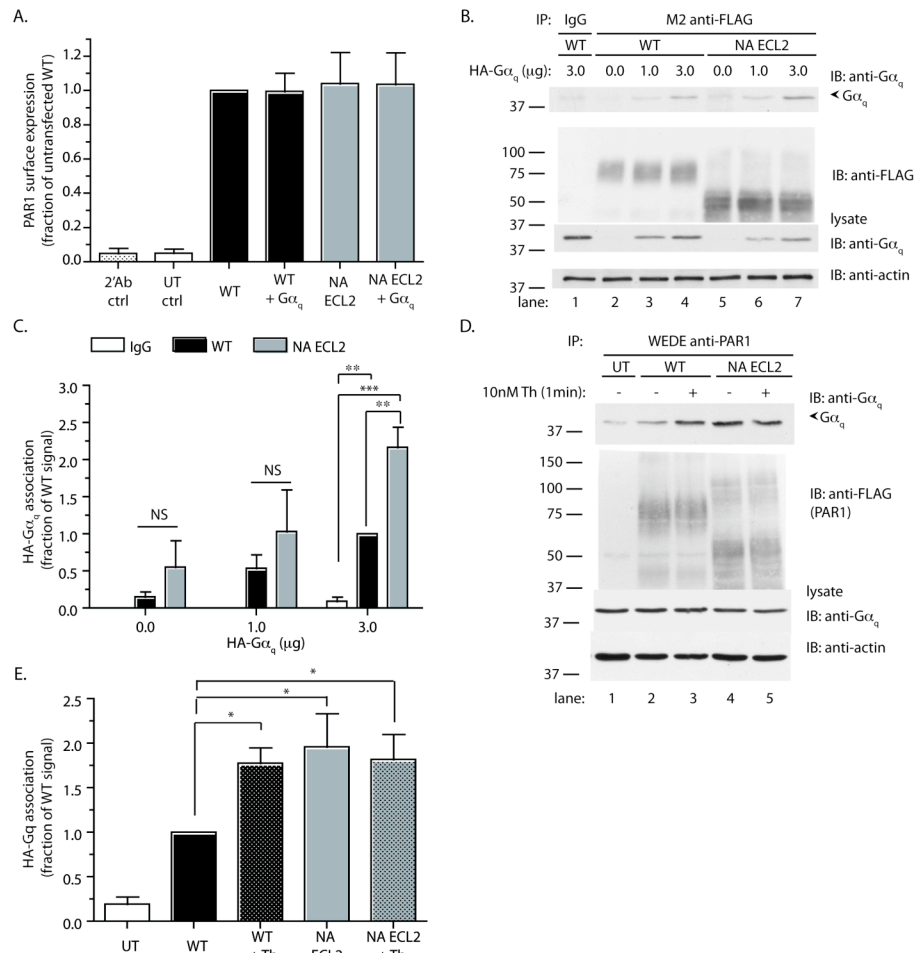 A.
PAR1 surface expression
(fraction of untransfected WT)
1.2
1.0
0.8
0.6
0.4
0.2
0.0
2'Ab
ctrl
UT
ctrl
WT
WT
+ Gαq
NA
ECL2
NA ECL2
+ Gαq
B.
IP: IgG M2 anti-FLAG
WT WT NA ECL2
HA-Gαq (μg): 3.0 0.0 1.0 3.0 0.0 1.0 3.0
IB: anti-Gαq
Gαq
37
100
75
50
37
IB: anti-FLAG
lysate
37
IB: anti-Gαq
37
IB: anti-actin
lane: 1 2 3 4 5 6 7
C.
IgG WT NA ECL2
HA-Gαq association
(fraction of WT signal)
3.0
2.5
2.0
1.5
1.0
0.5
0.0
NS
NS
**
***
**
0.0 1.0 3.0
HA-Gαq (μg)
D.
IP: WEDE anti-PAR1
UT WT NA ECL2
10nM Th (1min): - - + - +
IB: anti-Gαq
Gαq
37
150
100
75
50
37
IB: anti-FLAG
(PAR1)
lysate
37
IB: anti-Gαq
IB: anti-actin
37
lane: 1 2 3 4 5
E.
HA-Gq association
(fraction of WT signal)
2.5
2.0
1.5
1.0
0.5
0.0
*
*
*
UT
WT
WT
+ Th
NA
ECL2
NA ECL2
+ Th